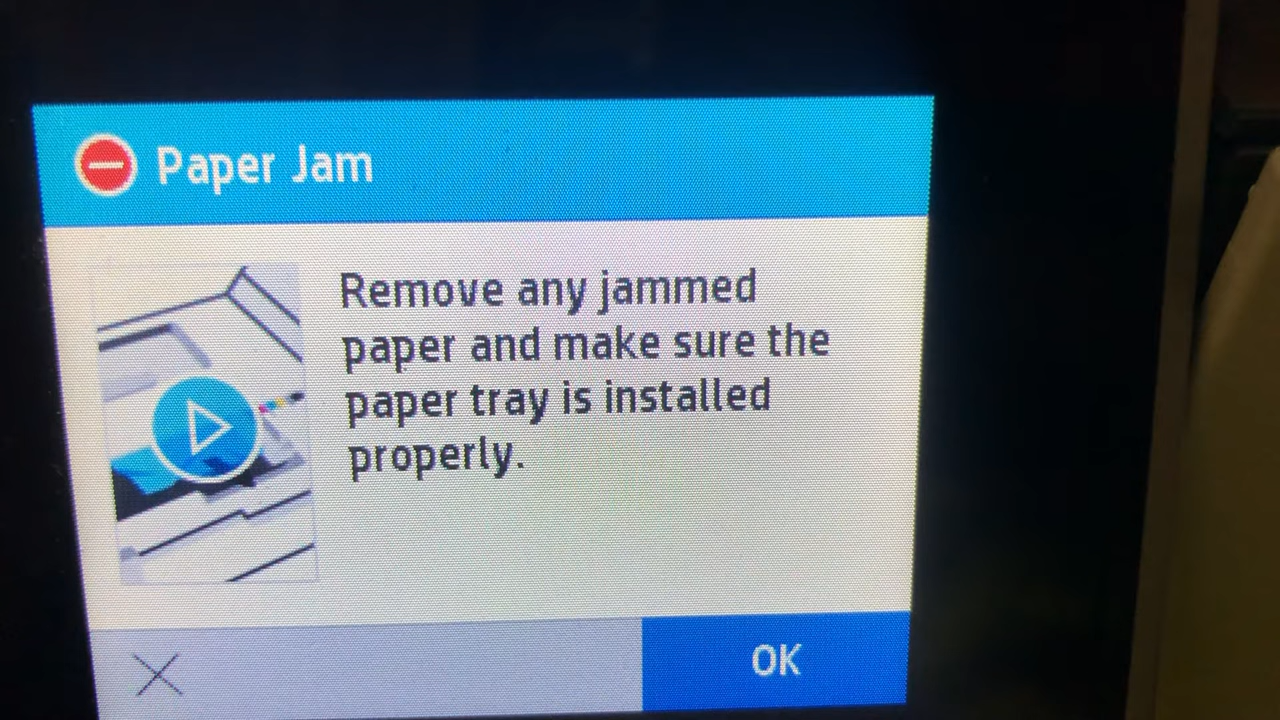 Paper Jam
Remove any jammed
paper and make sure the
paper tray is installed
properly.
OK